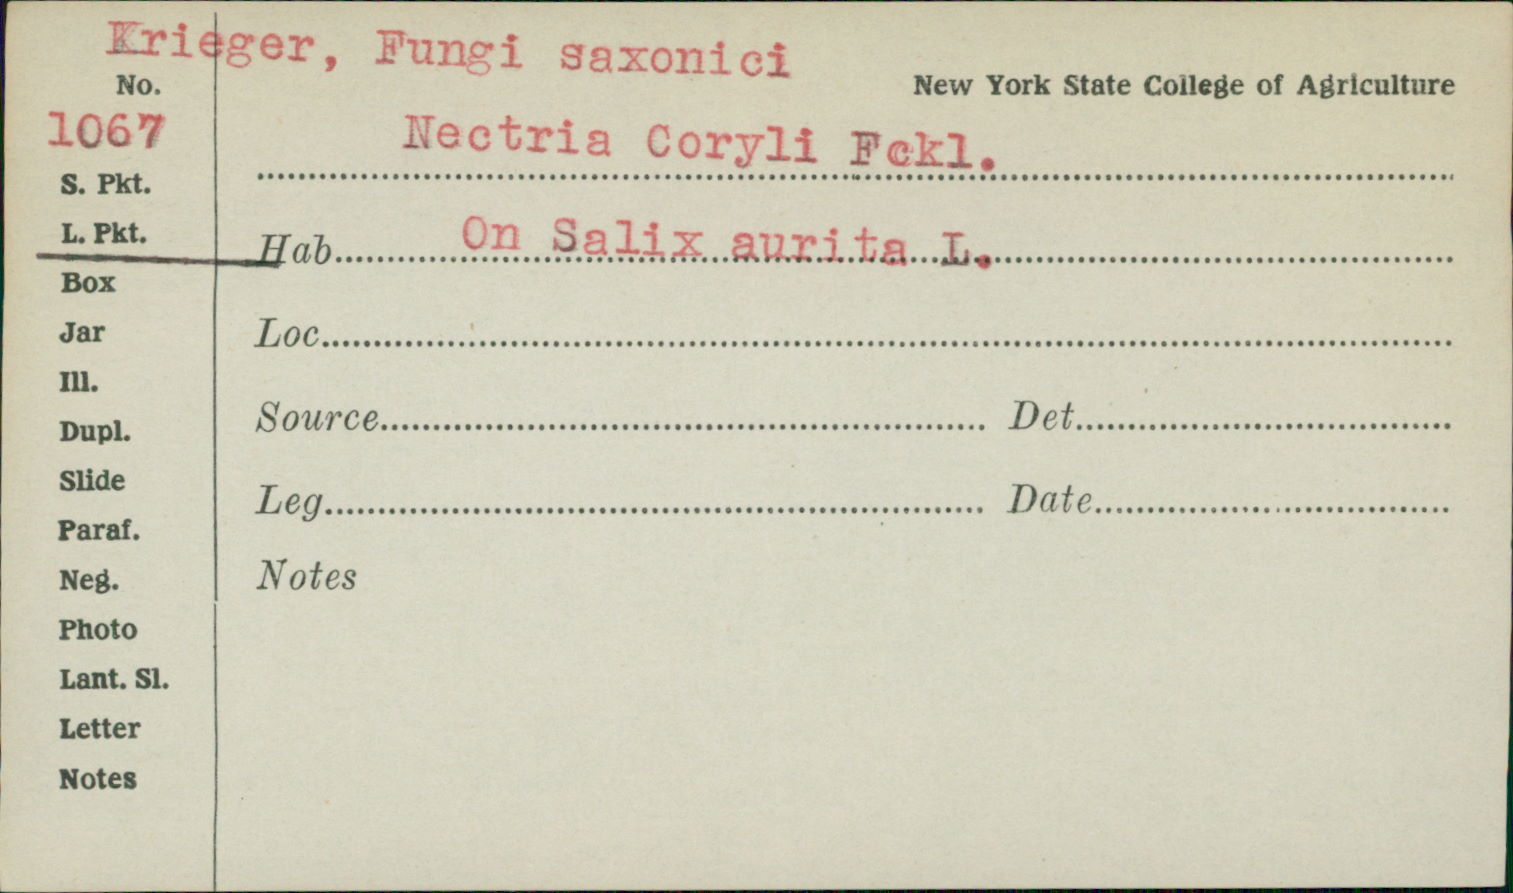 Krieger, Fungi saxonici
No.
New York State College of Agriculture
1067
Nectria Coryli Fckl.
S. Pkt.
L. Pkt.
Hab. On Salix aurita L.
Box
Jar
Loc.
Ill.
Source Det.
Dupl.
Slide
Leg. Date
Paraf.
Neg.
Notes
Photo
Lant. Sl.
Letter
Notes